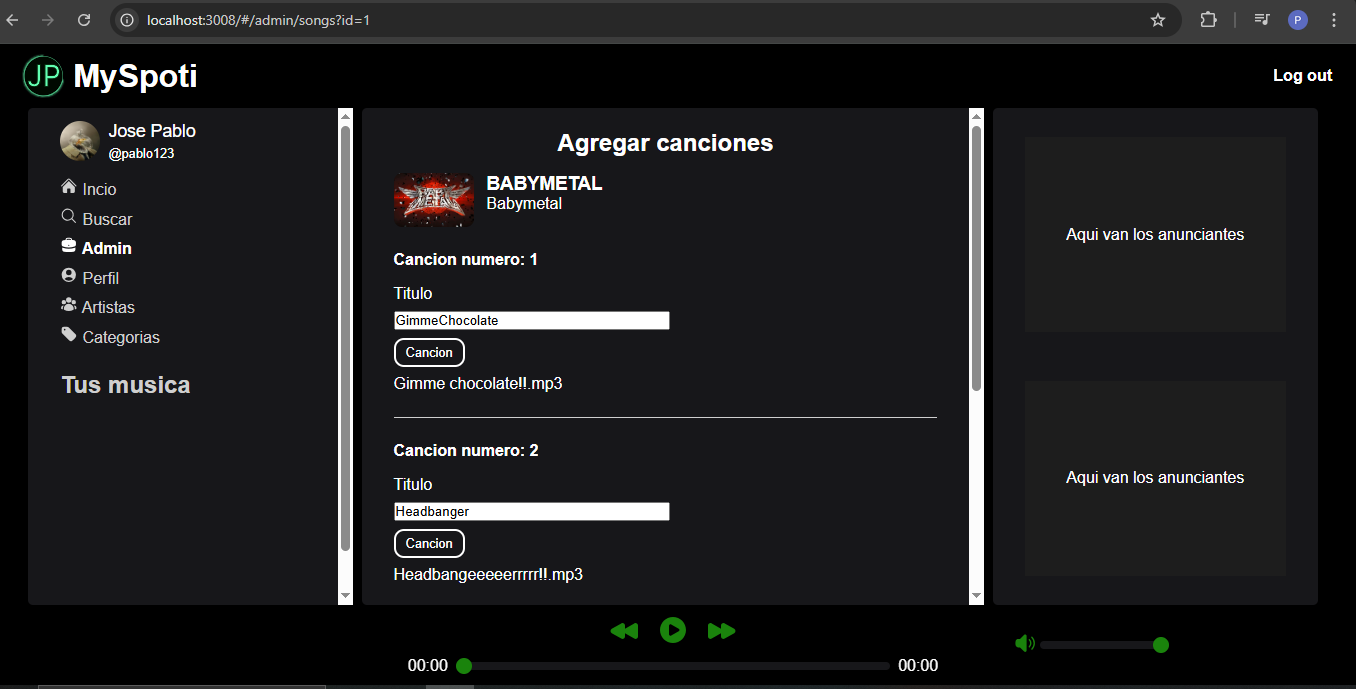 localhost:3008/#/admin/songs?id=1
P
JP MySpoti
Log out
Jose Pablo
@pablo123
Incio
Buscar
Admin
Perfil
Artistas
Categorias
Tus musica
Agregar canciones
BABY METAL
BABYMETAL
Babymetal
Cancion numero: 1
Titulo
GimmeChocolate
Cancion
Gimme chocolate!!.mp3
Cancion numero: 2
Titulo
Headbanger
Cancion
Headbangeeeeerrrrr!!.mp3
Aqui van los anunciantes
Aqui van los anunciantes
00:00
00:00